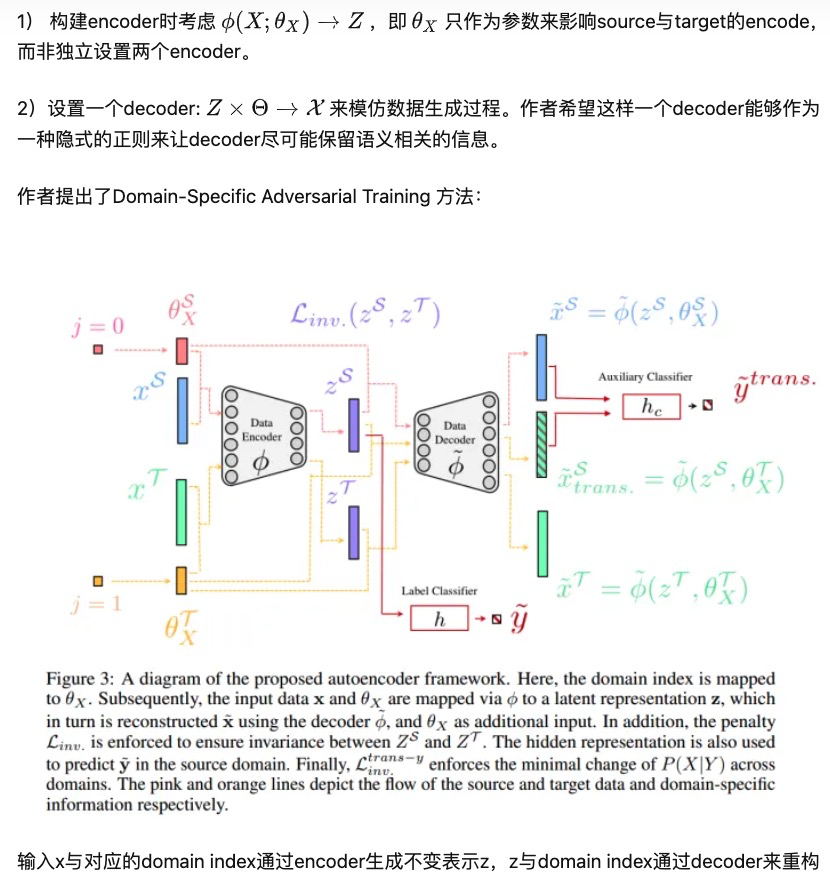 1） 构建encoder时考虑 ϕ(X; θ_X) → Z ，即 θ_X 只作为参数来影响source与target的encode，
而非独立设置两个encoder。
2）设置一个decoder: Z × Θ → 𝒳 来模仿数据生成过程。作者希望这样一个decoder能够作为
一种隐式的正则来让decoder尽可能保留语义相关的信息。
作者提出了Domain-Specific Adversarial Training 方法：
j = 0
θ_X^S
ℒ_inv.(z^S, z^T)
x̃^S = ϕ̃(z^S, θ_X^S)
x^S
z^S
Data
Encoder
ϕ
Data
Decoder
ϕ̃
Auxiliary Classifier
h_c
ỹ^trans.
x^T
z^T
x̃_trans.^S = ϕ̃(z^S, θ_X^T)
j = 1
θ_X^T
Label Classifier
h
ỹ
x̃^T = ϕ̃(z^T, θ_X^T)
Figure 3: A diagram of the proposed autoencoder framework. Here, the domain index is mapped
to θ_X. Subsequently, the input data x and θ_X are mapped via ϕ to a latent representation z, which
in turn is reconstructed x̃ using the decoder ϕ̃, and θ_X as additional input. In addition, the penalty
ℒ_inv. is enforced to ensure invariance between Z^S and Z^T. The hidden representation is also used
to predict ỹ in the source domain. Finally, ℒ_inv.^trans−y enforces the minimal change of P(X|Y) across
domains. The pink and orange lines depict the flow of the source and target data and domain-specific
information respectively.
输入x与对应的domain index通过encoder生成不变表示z，z与domain index通过decoder来重构